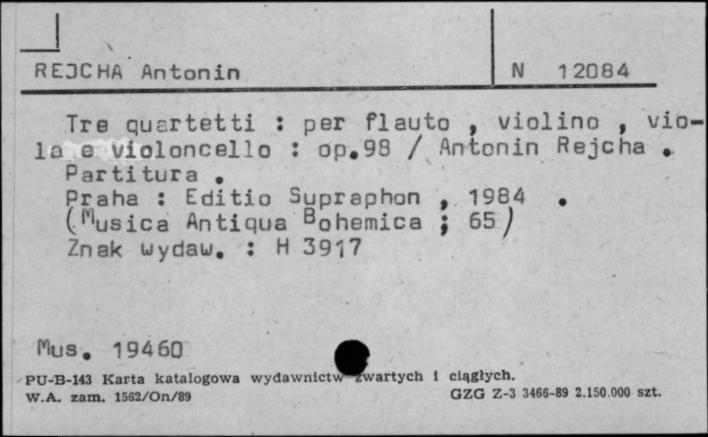 REJCHA Antonin
N 12084
Tre quartetti : per flauto , violino , vio-
la e violoncello : op.98 / Antonin Rejcha .
Partitura .
Praha : Editio Supraphon , 1984 .
(Musica Antiqua Bohemica ; 65)
Znak wydaw. : H 3917
Mus. 19460
PU-B-143 Karta katalogowa wydawnictw zwartych i ciągłych.
W.A. zam. 1562/On/89
GZG Z-3 3466-89 2.150.000 szt.